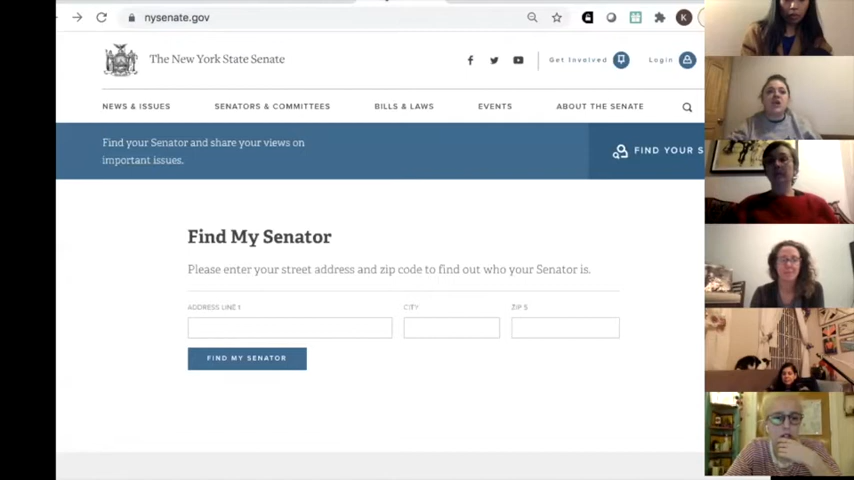 nysenate.gov
K
The New York State Senate
Get Involved
Login
NEWS & ISSUES
SENATORS & COMMITTEES
BILLS & LAWS
EVENTS
ABOUT THE SENATE
Find your Senator and share your views on
important issues.
FIND YOUR S
Find My Senator
Please enter your street address and zip code to find out who your Senator is.
ADDRESS LINE 1
CITY
ZIP 5
FIND MY SENATOR